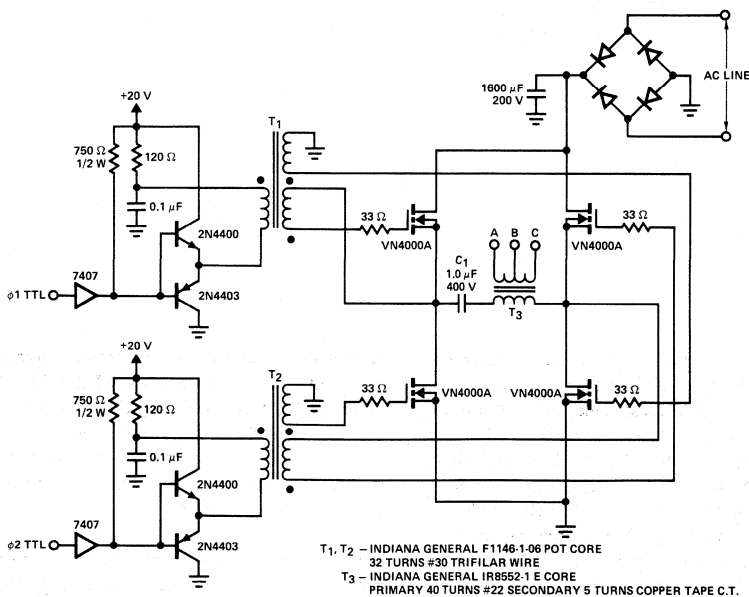 +20 V
T1
750 Ω
1/2 W
120 Ω
0.1 μF
2N4400
7407
φ1 TTL
2N4403
1600 μF
200 V
AC LINE
33 Ω
VN4000A
33 Ω
VN4000A
A B C
C1
1.0 μF
400 V
T3
+20 V
T2
750 Ω
1/2 W
120 Ω
0.1 μF
2N4400
7407
φ2 TTL
2N4403
33 Ω
VN4000A
VN4000A
33 Ω
T1, T2 – INDIANA GENERAL F1146-1-06 POT CORE
32 TURNS #30 TRIFILAR WIRE
T3 – INDIANA GENERAL IR8552-1 E CORE
PRIMARY 40 TURNS #22 SECONDARY 5 TURNS COPPER TAPE C.T.